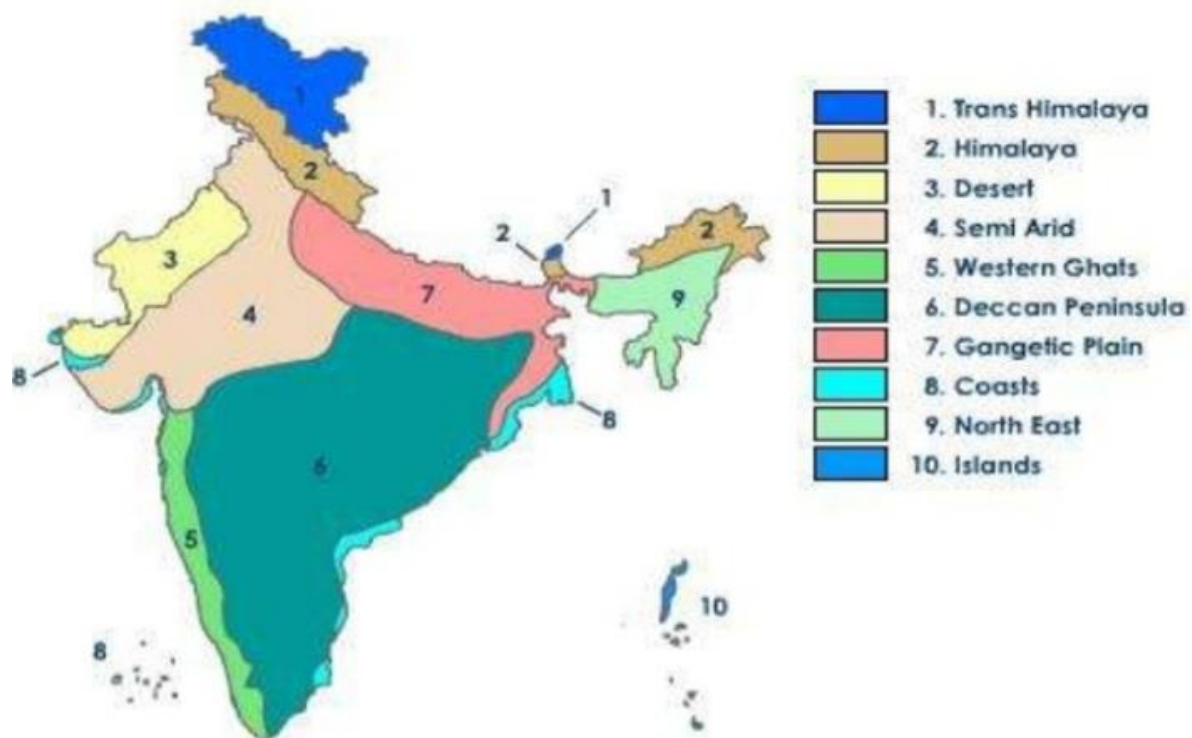 1
2
1
2
2
3
9
7
4
8
8
6
5
10
8
1. Trans Himalaya
2. Himalaya
3. Desert
4. Semi Arid
5. Western Ghats
6. Deccan Peninsula
7. Gangetic Plain
8. Coasts
9. North East
10. Islands